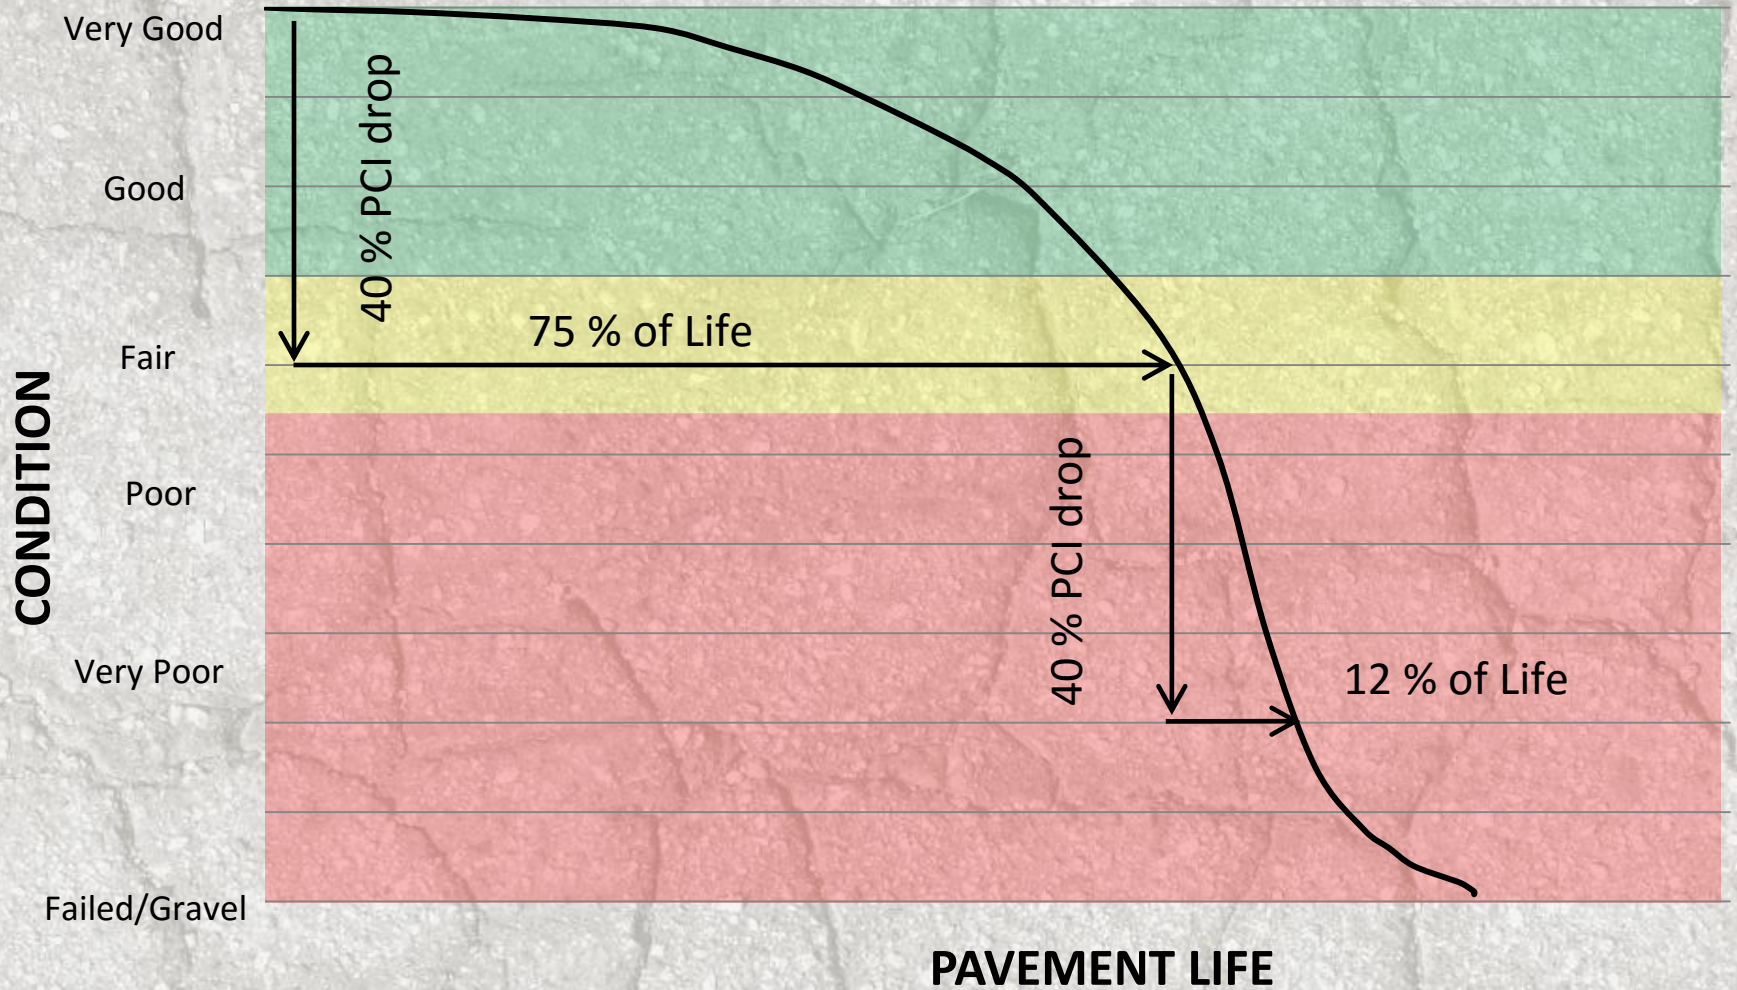 Very Good
40 % PCI drop
Good
75 % of Life
Fair
CONDITION
40 % PCI drop
Poor
Very Poor
12 % of Life
Failed/Gravel
PAVEMENT LIFE